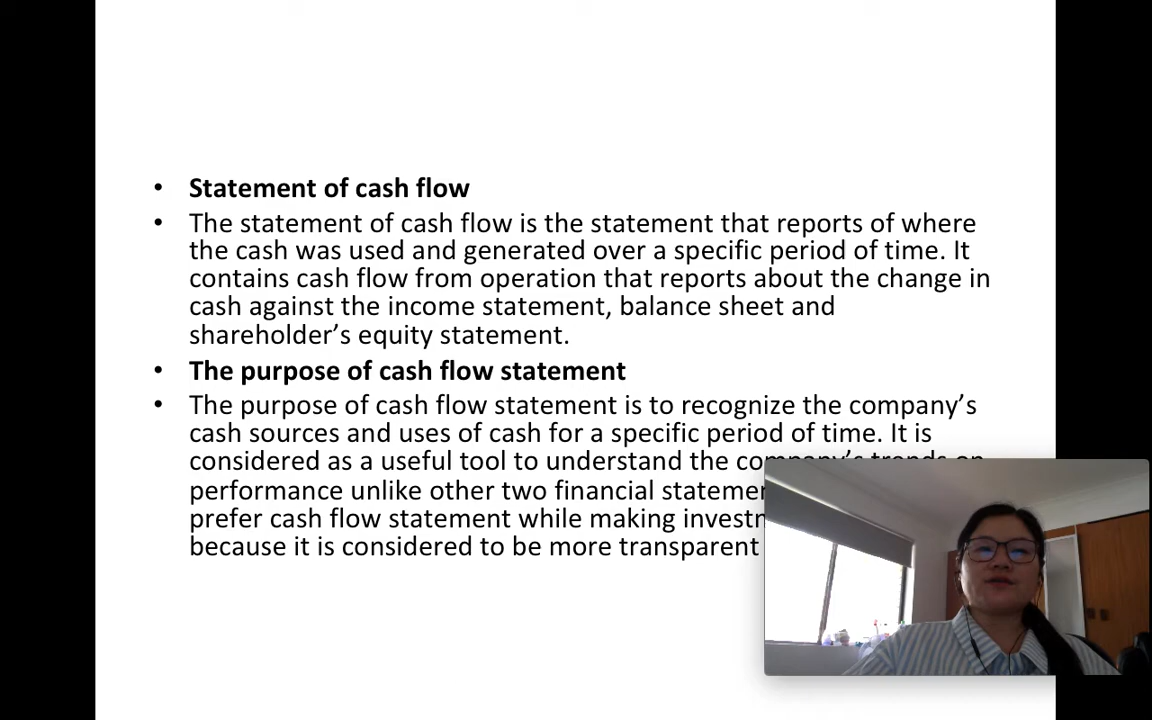 • Statement of cash flow
• The statement of cash flow is the statement that reports of where
the cash was used and generated over a specific period of time. It
contains cash flow from operation that reports about the change in
cash against the income statement, balance sheet and
shareholder’s equity statement.
• The purpose of cash flow statement
• The purpose of cash flow statement is to recognize the company’s
cash sources and uses of cash for a specific period of time. It is
considered as a useful tool to understand the company’s trends on
performance unlike other two financial
prefer cash flow statement while making
because it is considered to be more transparent